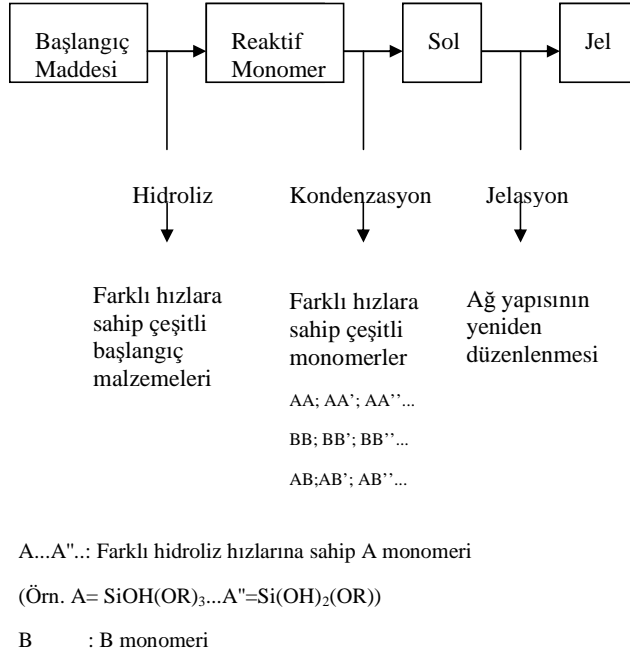 Başlangıç Maddesi
Reaktif Monomer
Sol
Jel
Hidroliz
Kondenzasyon
Jelasyon
Farklı hızlara
sahip çeşitli
başlangıç
malzemeleri
Farklı hızlara
sahip çeşitli
monomerler
AA; AA’; AA’’...
BB; BB’; BB’’...
AB;AB’; AB’’...
Ağ yapısının
yeniden
düzenlenmesi
A...A"..: Farklı hidroliz hızlarına sahip A monomeri
(Örn. A= SiOH(OR)₃...A"=Si(OH)₂(OR))
B : B monomeri